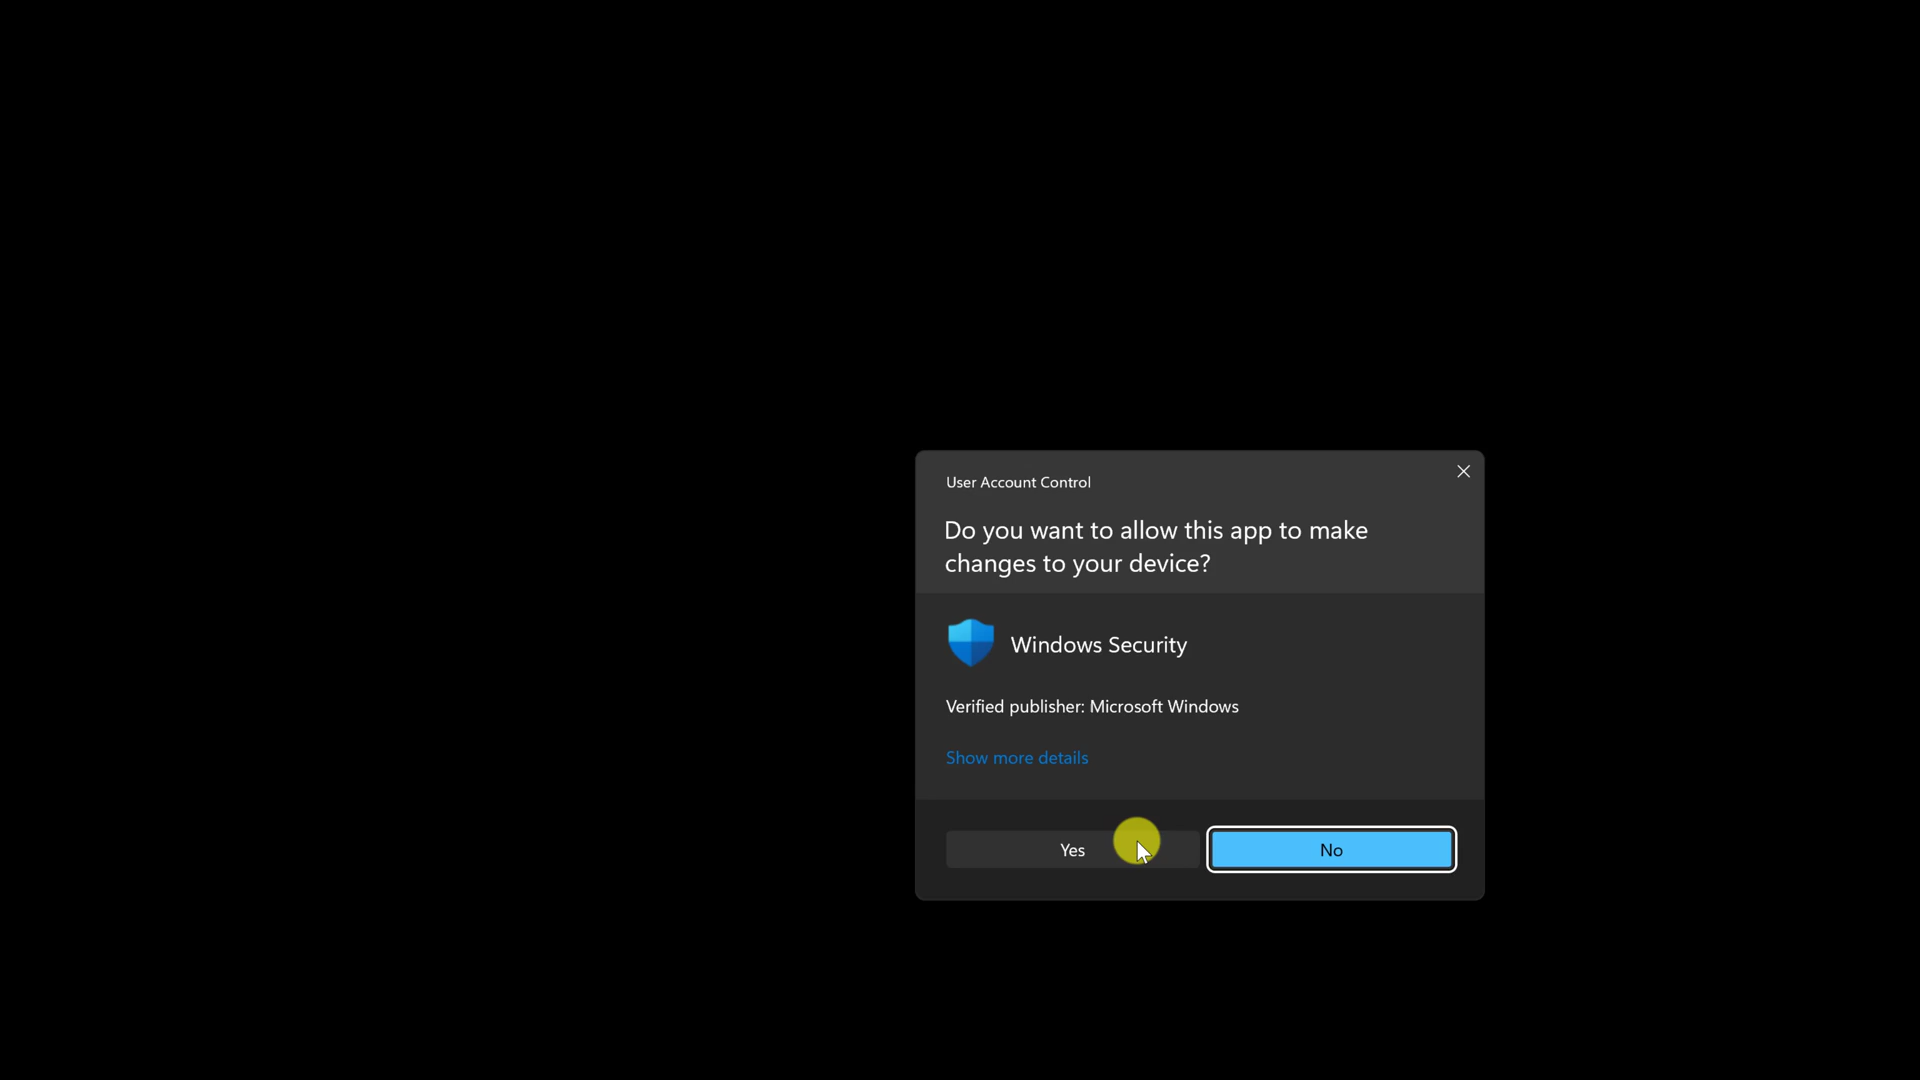 User Account Control
Do you want to allow this app to make
changes to your device?
Windows Security
Verified publisher: Microsoft Windows
Show more details
Yes
No